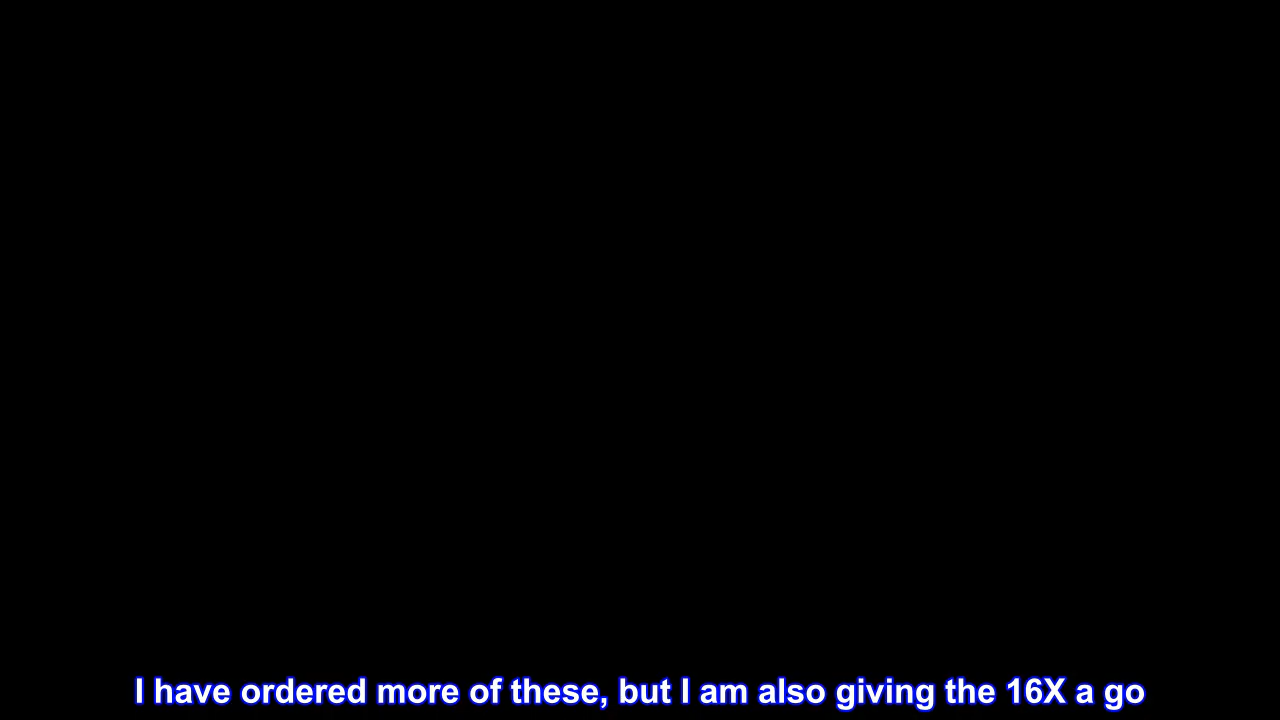 I have ordered more of these, but I am also giving the 16X a go